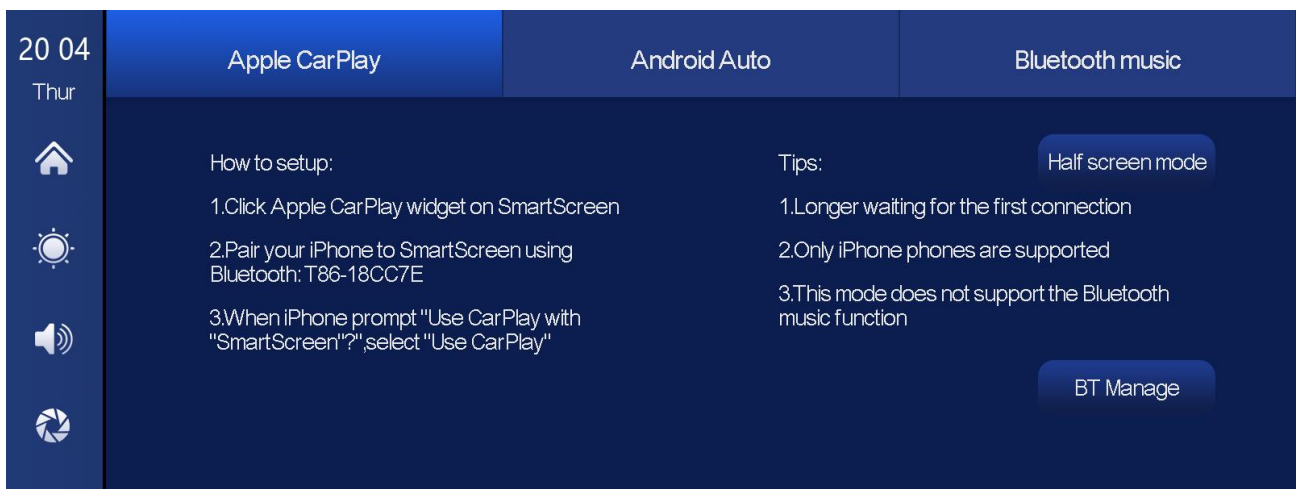 20 04
Thur
Apple CarPlay
Android Auto
Bluetooth music
How to setup:
1.Click Apple CarPlay widget on SmartScreen
2.Pair your iPhone to SmartScreen using
Bluetooth: T86-18CC7E
3.When iPhone prompt "Use CarPlay with
"SmartScreen"?",select "Use CarPlay"
Tips:
Half screen mode
1.Longer waiting for the first connection
2.Only iPhone phones are supported
3.This mode does not support the Bluetooth
music function
BT Manage